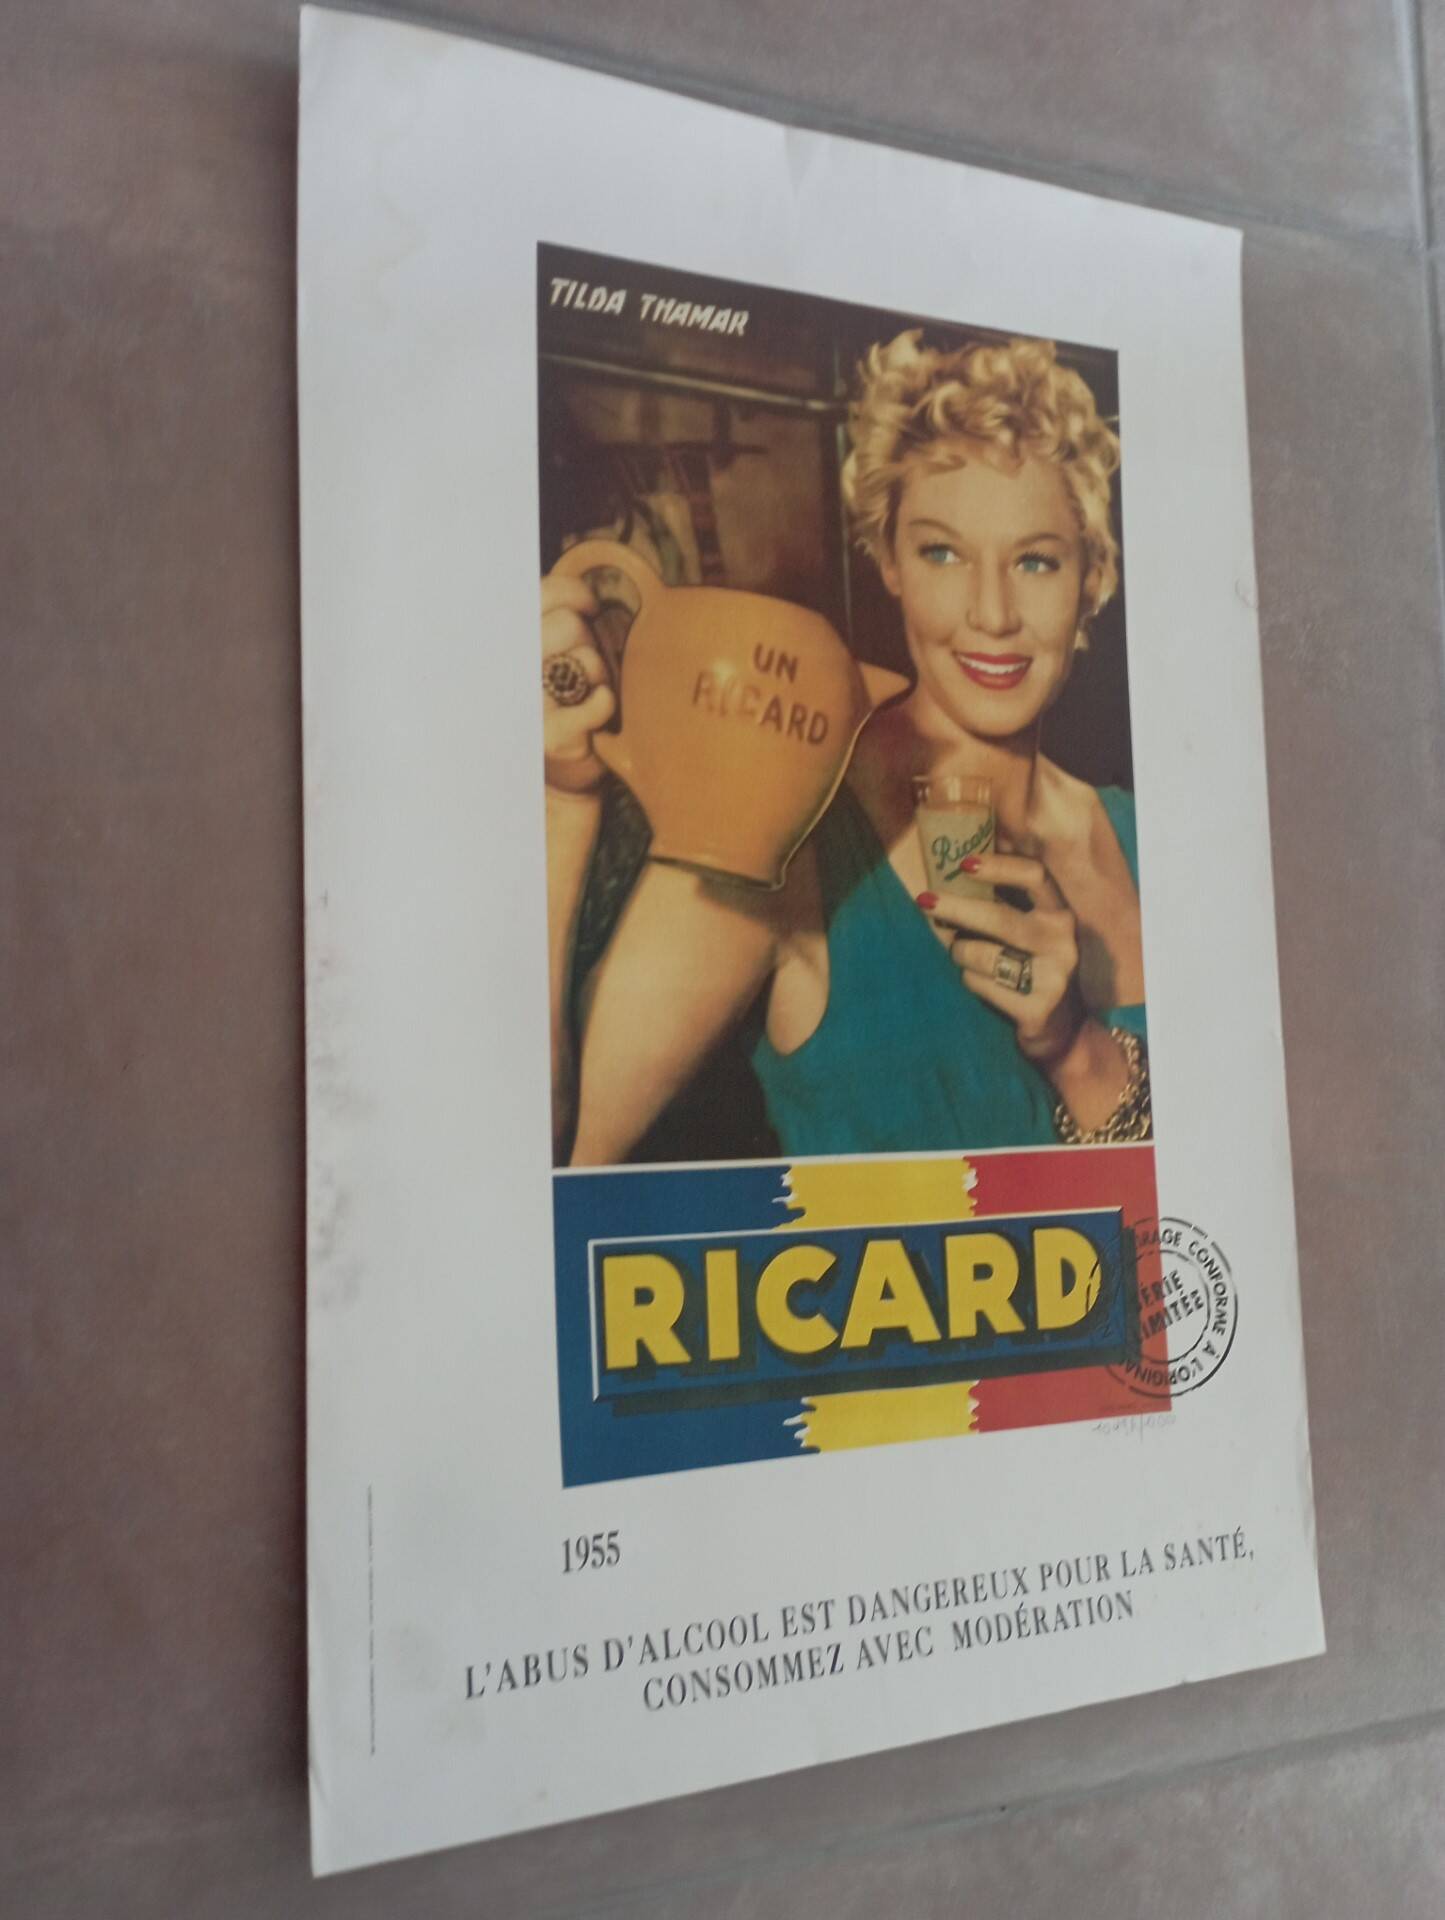 TILDA THAMAR
UN
RICARD
Ricard
RICARD
SÉRIE
LIMITÉE
CONFORME À L'ORIGINAL
1955
L'ABUS D'ALCOOL EST DANGEREUX POUR LA SANTÉ,
CONSOMMEZ AVEC MODÉRATION